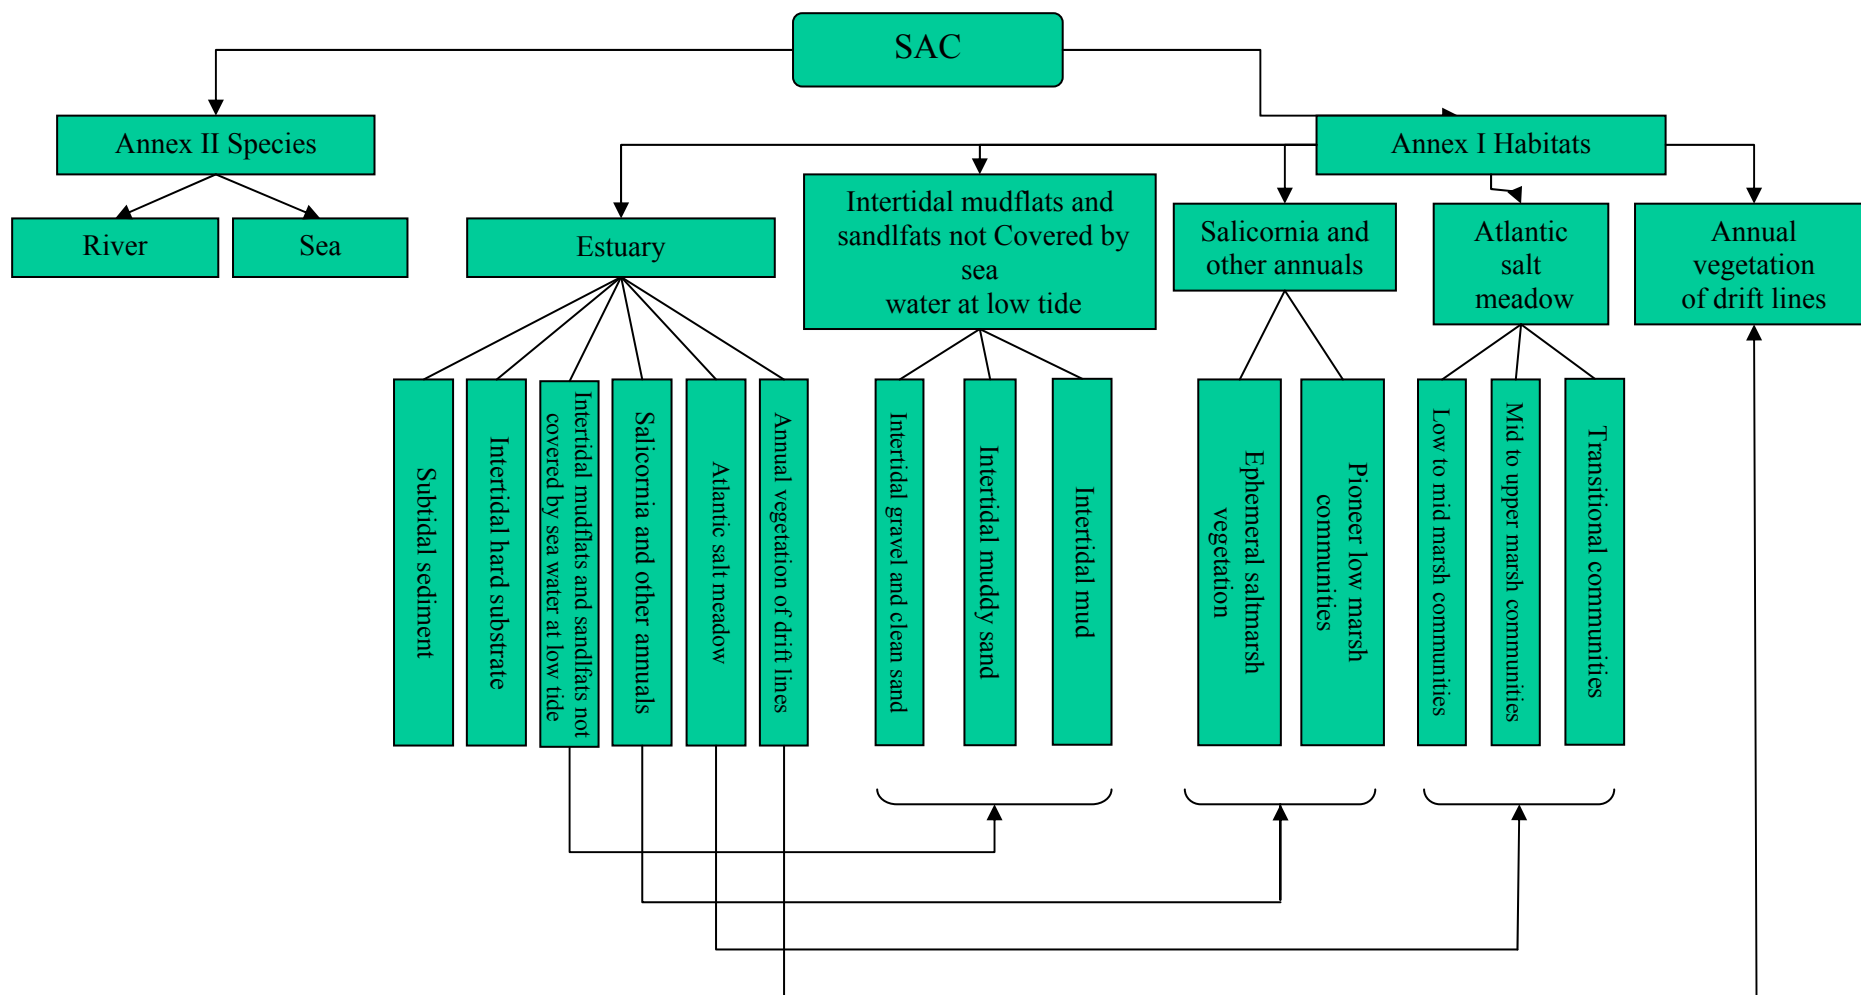 SAC
Annex II Species
Annex I Habitats
River
Sea
Estuary
Intertidal mudflats and
sandlfats not Covered by
sea
water at low tide
Salicornia and
other annuals
Atlantic
salt
meadow
Annual
vegetation
of drift lines
Subtidal sediment
Intertidal hard substrate
Intertidal mudflats and sandlfats not
covered by sea water at low tide
Salicornia and other annuals
Atlantic salt meadow
Annual vegetation of drift lines
Intertidal gravel and clean sand
Intertidal muddy sand
Intertidal mud
Ephemeral saltmarsh
vegetation
Pioneer low marsh
communities
Low to mid marsh communities
Mid to upper marsh communities
Transitional communities